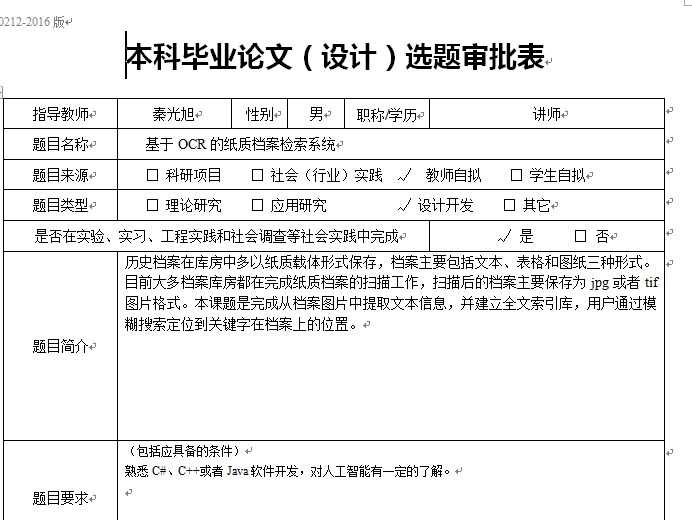 0212-2016 版
本科毕业论文（设计）选题审批表
指导教师 秦光旭 性别 男 职称/学历 讲师
题目名称 基于 OCR 的纸质档案检索系统
题目来源 □ 科研项目 □ 社会（行业）实践 √ 教师自拟 □ 学生自拟
题目类型 □ 理论研究 □ 应用研究 √ 设计开发 □ 其它
是否在实验、实习、工程实践和社会调查等社会实践中完成 √ 是 □ 否
历史档案在库房中多以纸质载体形式保存，档案主要包括文本、表格和图纸三种形式。
目前大多档案库房都在完成纸质档案的扫描工作，扫描后的档案主要保存为 jpg 或者 tif
图片格式。本课题是完成从档案图片中提取文本信息，并建立全文索引库，用户通过模
糊搜索定位到关键字在档案上的位置。
题目简介
（包括应具备的条件）
熟悉 C#、C++或者 Java 软件开发，对人工智能有一定的了解。
题目要求